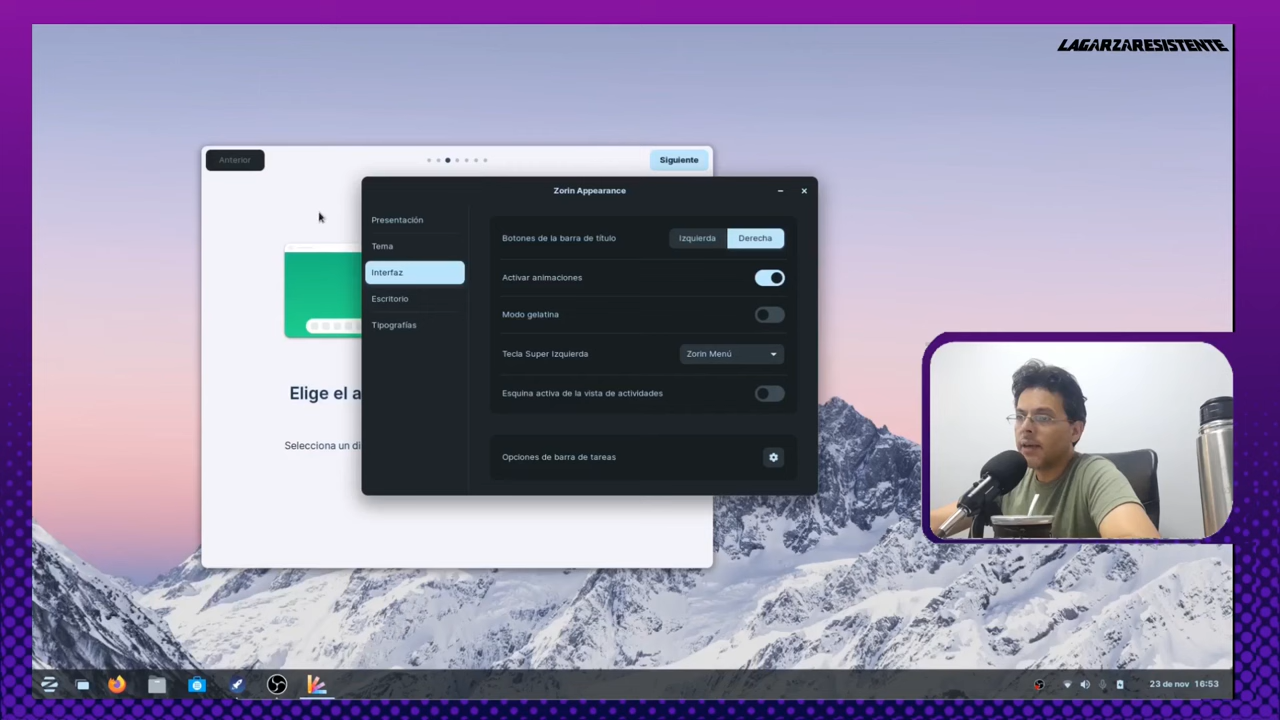 LAGARZARESISTENTE
Anterior
Siguiente
Zorin Appearance
Presentación
Tema
Interfaz
Escritorio
Tipografías
Botones de la barra de título
Izquierda
Derecha
Activar animaciones
Modo gelatina
Tecla Super Izquierda
Zorin Menú
Esquina activa de la vista de actividades
Opciones de barra de tareas
Elige el a
Selecciona un di
23 de nov 16:53